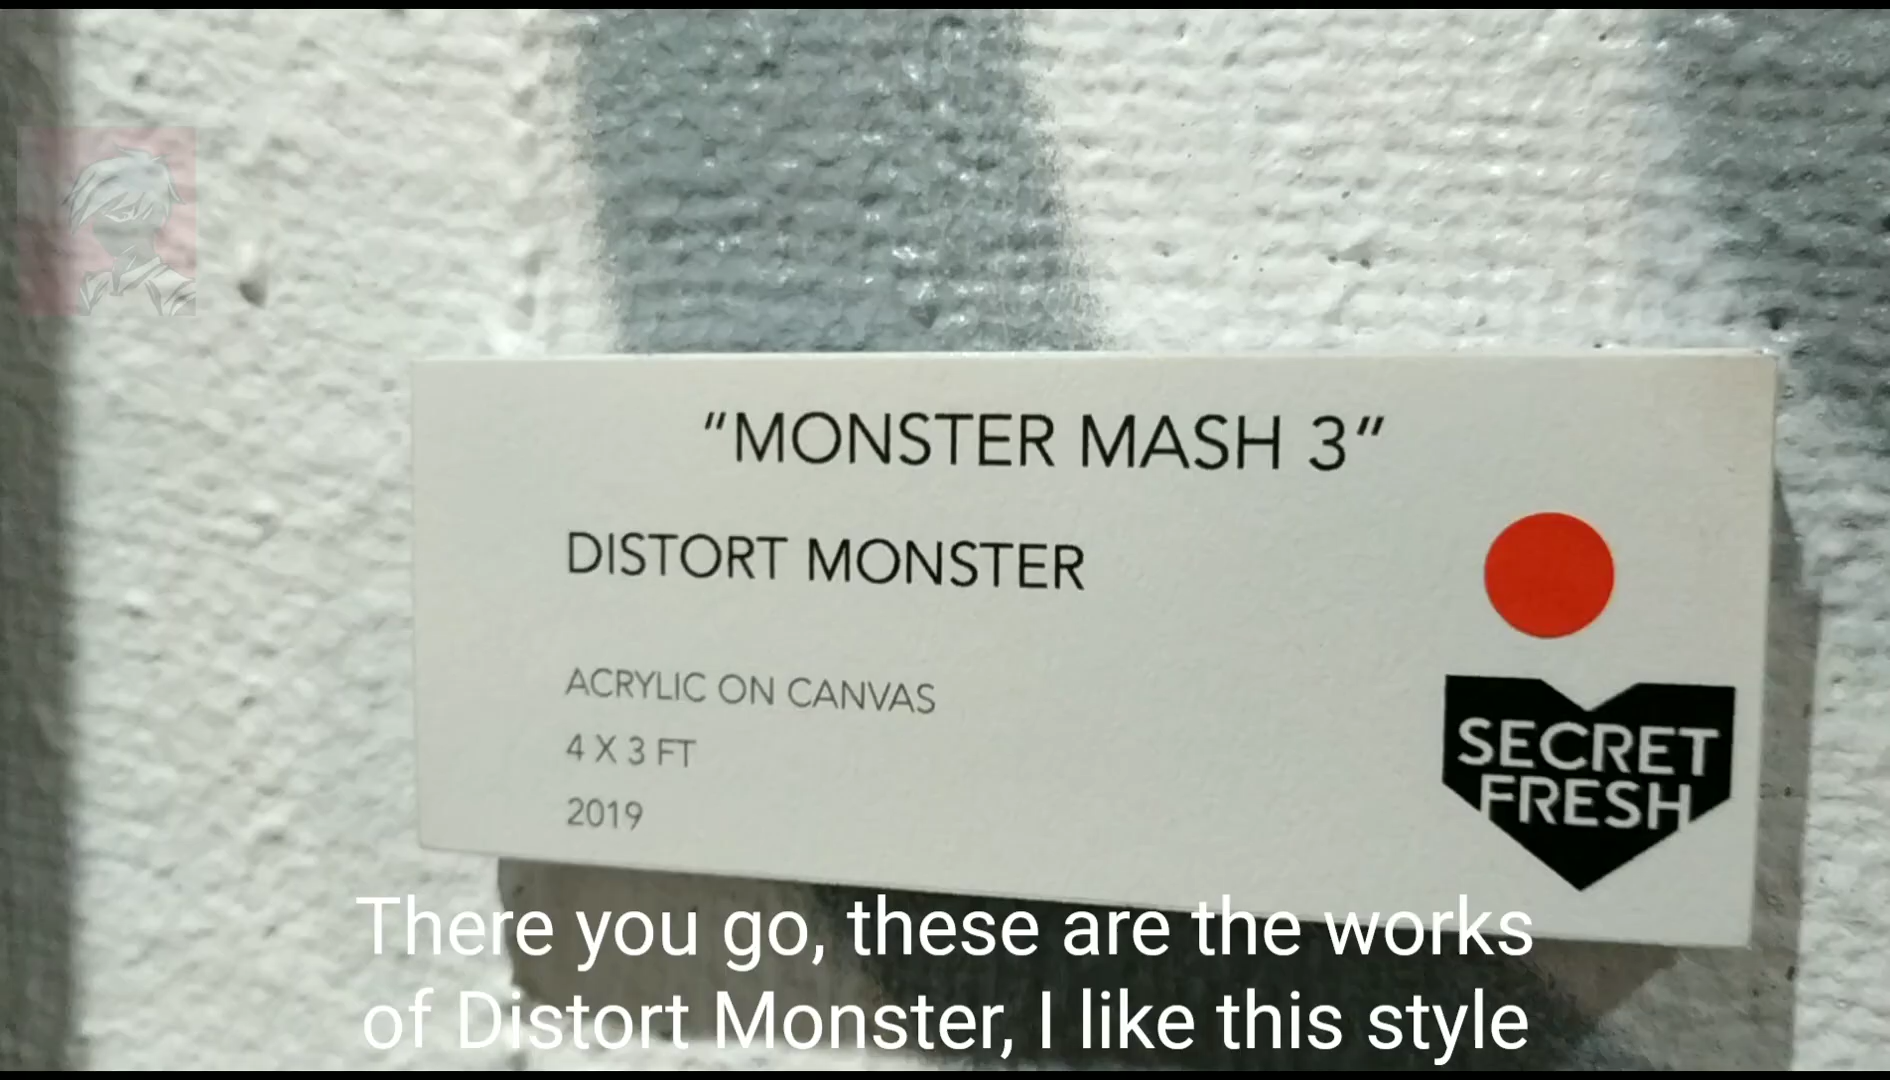 "MONSTER MASH 3"
DISTORT MONSTER
ACRYLIC ON CANVAS
4 X 3 FT
2019
SECRET
FRESH
There you go, these are the works
of Distort Monster, I like this style